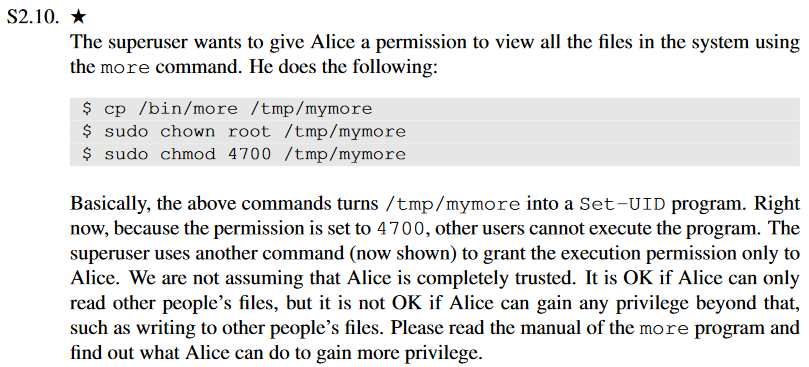 S2.10. ★
The superuser wants to give Alice a permission to view all the files in the system using
the more command. He does the following:
$ cp /bin/more /tmp/mymore
$ sudo chown root /tmp/mymore
$ sudo chmod 4700 /tmp/mymore
Basically, the above commands turns /tmp/mymore into a Set-UID program. Right
now, because the permission is set to 4700, other users cannot execute the program. The
superuser uses another command (now shown) to grant the execution permission only to
Alice. We are not assuming that Alice is completely trusted. It is OK if Alice can only
read other people's files, but it is not OK if Alice can gain any privilege beyond that,
such as writing to other people's files. Please read the manual of the more program and
find out what Alice can do to gain more privilege.